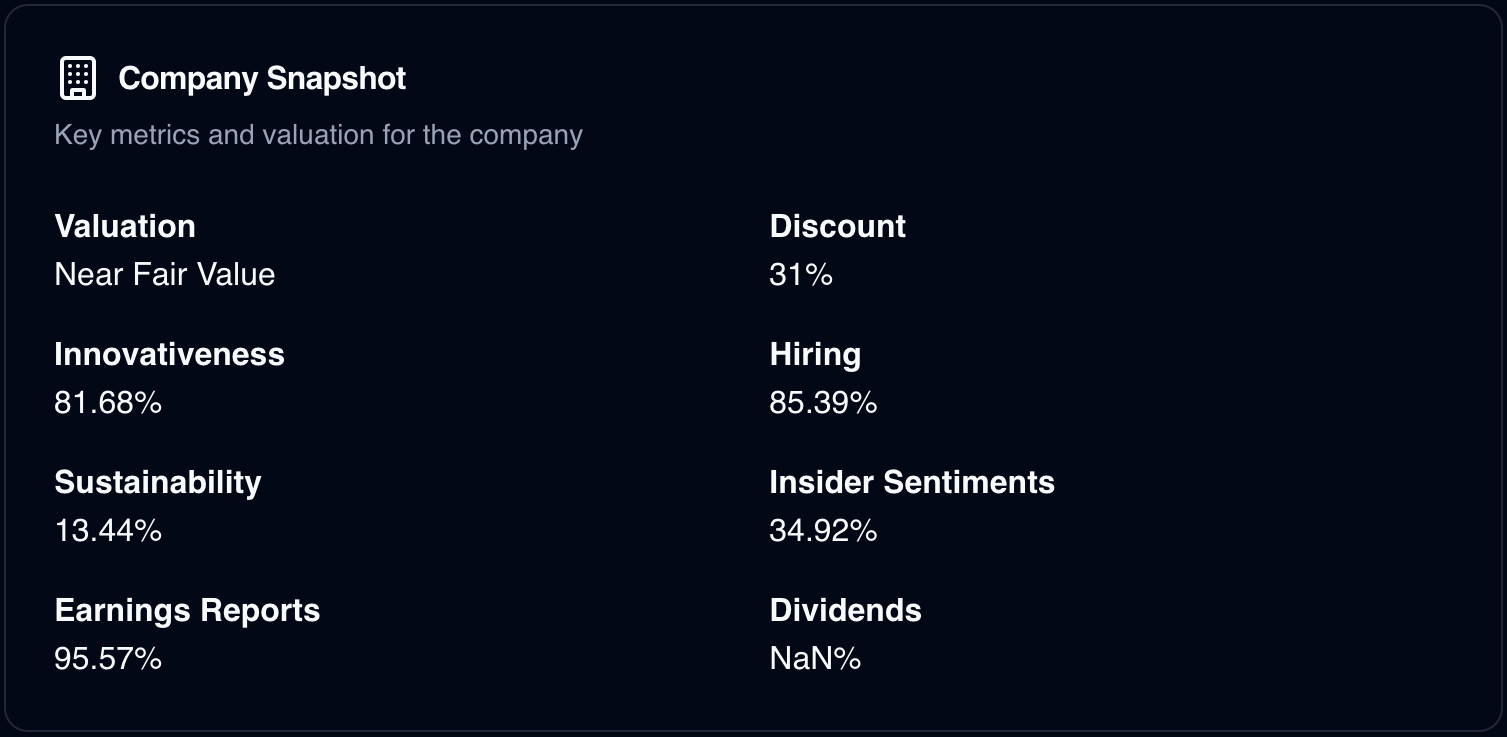 Company Snapshot
Key metrics and valuation for the company
Valuation
Near Fair Value
Discount
31%
Innovativeness
81.68%
Hiring
85.39%
Sustainability
13.44%
Insider Sentiments
34.92%
Earnings Reports
95.57%
Dividends
NaN%